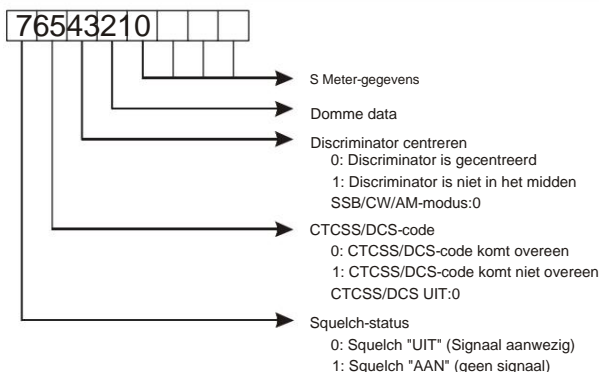 76543210
S Meter-gegevens
Domme data
Discriminator centreren
0: Discriminator is gecentreerd
1: Discriminator is niet in het midden
SSB/CW/AM-modus:0
CTCSS/DCS-code
0: CTCSS/DCS-code komt overeen
1: CTCSS/DCS-code komt niet overeen
CTCSS/DCS UIT:0
Squelch-status
0: Squelch "UIT" (Signaal aanwezig)
1: Squelch "AAN" (geen signaal)